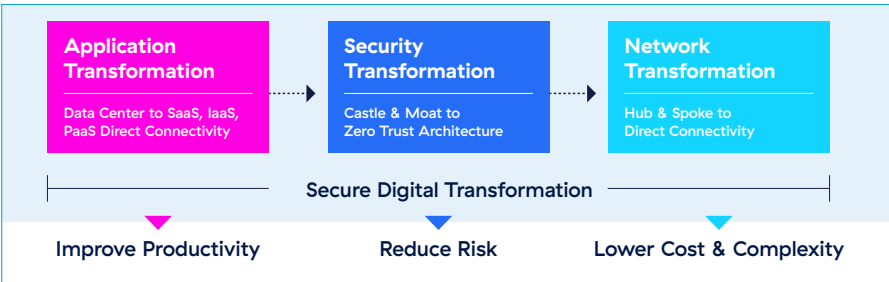 Application
Transformation
Data Center to SaaS, IaaS,
PaaS Direct Connectivity
Security
Transformation
Castle & Moat to
Zero Trust Architecture
Network
Transformation
Hub & Spoke to
Direct Connectivity
Secure Digital Transformation
Improve Productivity
Reduce Risk
Lower Cost & Complexity